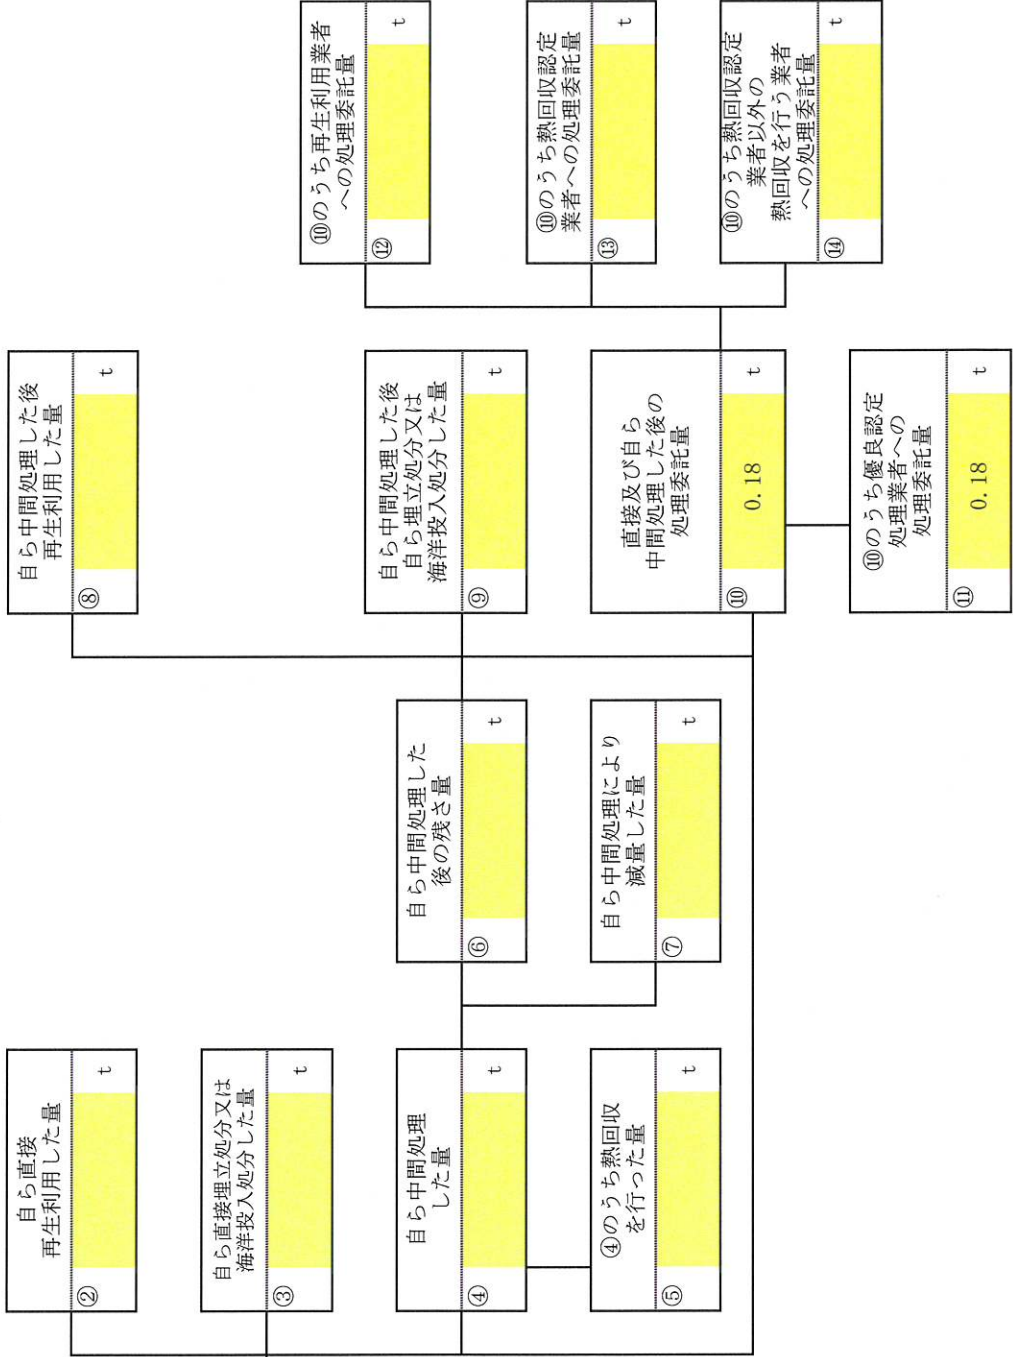 自ら直接
再生利用した量
②
t
自ら直接埋立処分又は
海洋投入処分した量
③
t
自ら中間処理
した量
④
t
④のうち熱回収
を行った量
⑤
t
自ら中間処理した
後の残さ量
⑥
t
自ら中間処理により
減量した量
⑦
t
自ら中間処理した後
再生利用した量
⑧
t
自ら中間処理した後
自ら埋立処分又は
海洋投入処分した量
⑨
t
直接及び自ら
中間処理した後の
処理委託量
⑩ 0.18 t
⑩のうち優良認定
処理業者への
処理委託量
⑪ 0.18 t
⑩のうち再生利用業者
への処理委託量
⑫
t
⑩のうち熱回収認定
業者への処理委託量
⑬
t
⑩のうち熱回収認定
業者以外の
熱回収を行う業者
への処理委託量
⑭
t